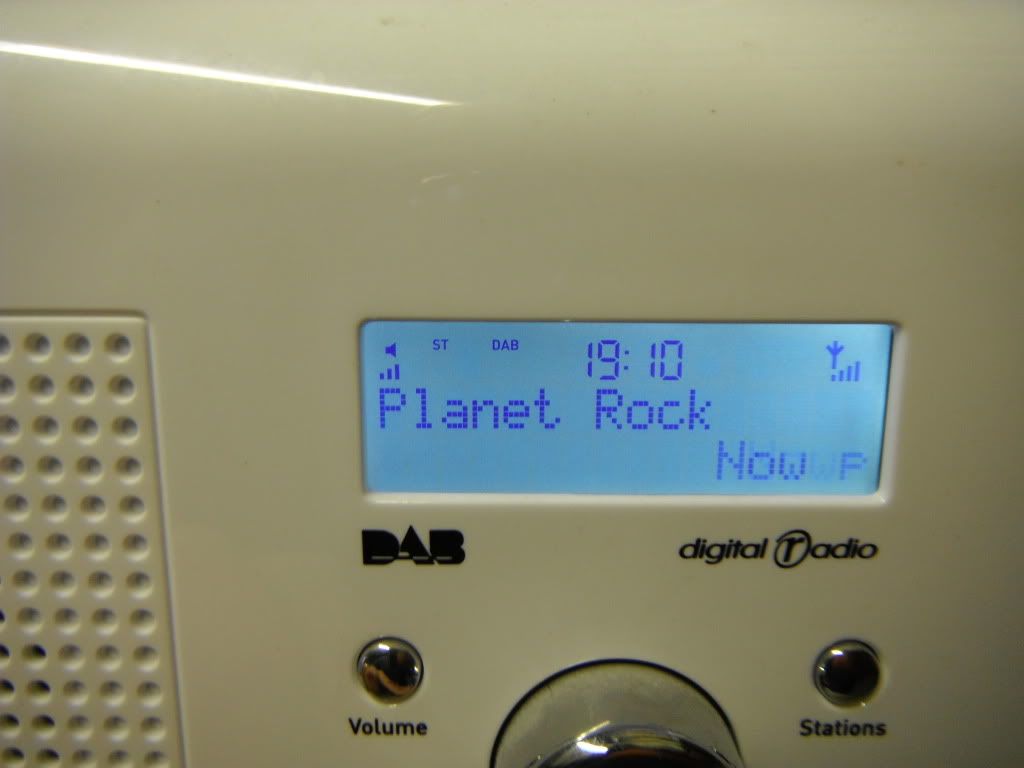 ST DAB 19:10
Planet Rock
Now P
DAB digital radio
Volume Stations